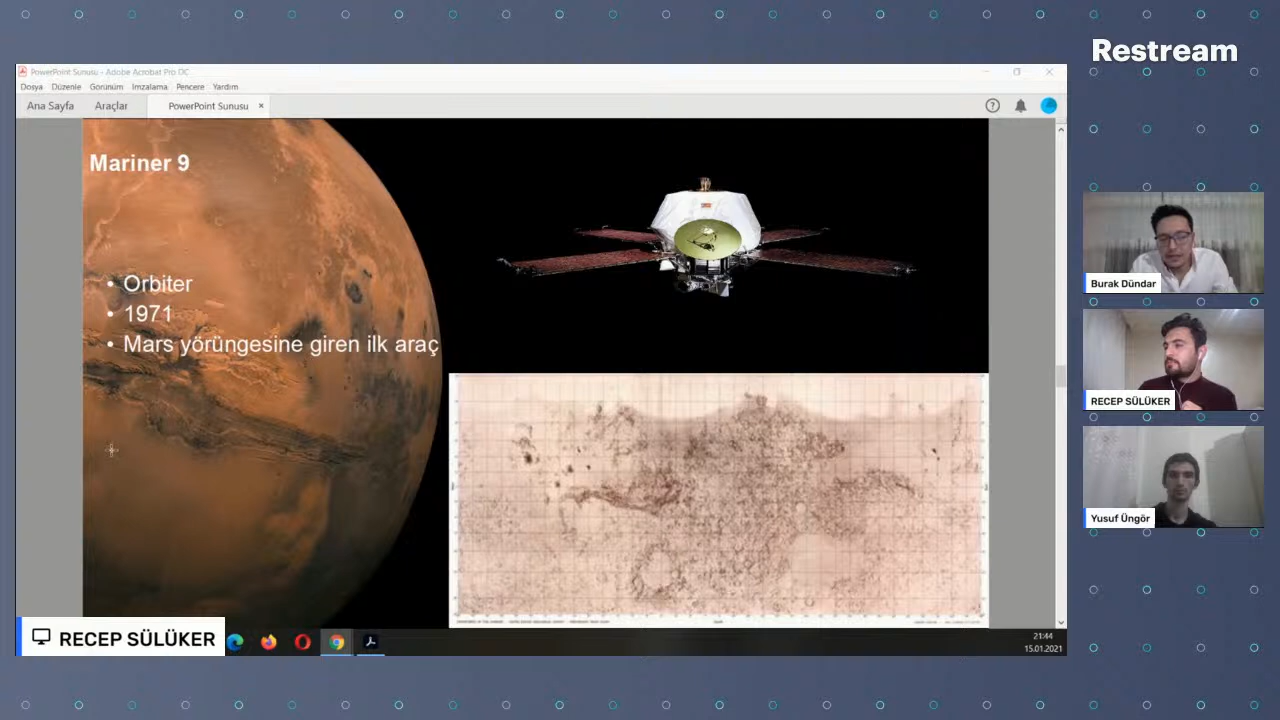 Restream
PowerPoint Sunusu - Adobe Acrobat Pro DC
Dosya Düzenle Görünüm İmzalama Pencere Yardım
Ana Sayfa Araçlar PowerPoint Sunusu ×
Mariner 9
• Orbiter
• 1971
• Mars yörüngesine giren ilk araç
Burak Dündar
RECEP SÜLÜKER
Yusuf Üngör
RECEP SÜLÜKER
21:44
15.01.2021